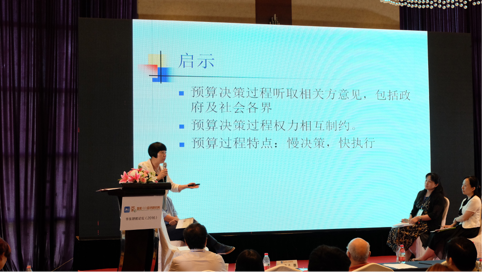 启示
预算决策过程听取相关方意见，包括政
府及社会各界
预算决策过程权力相互制约。
预算过程特点：慢决策，快执行